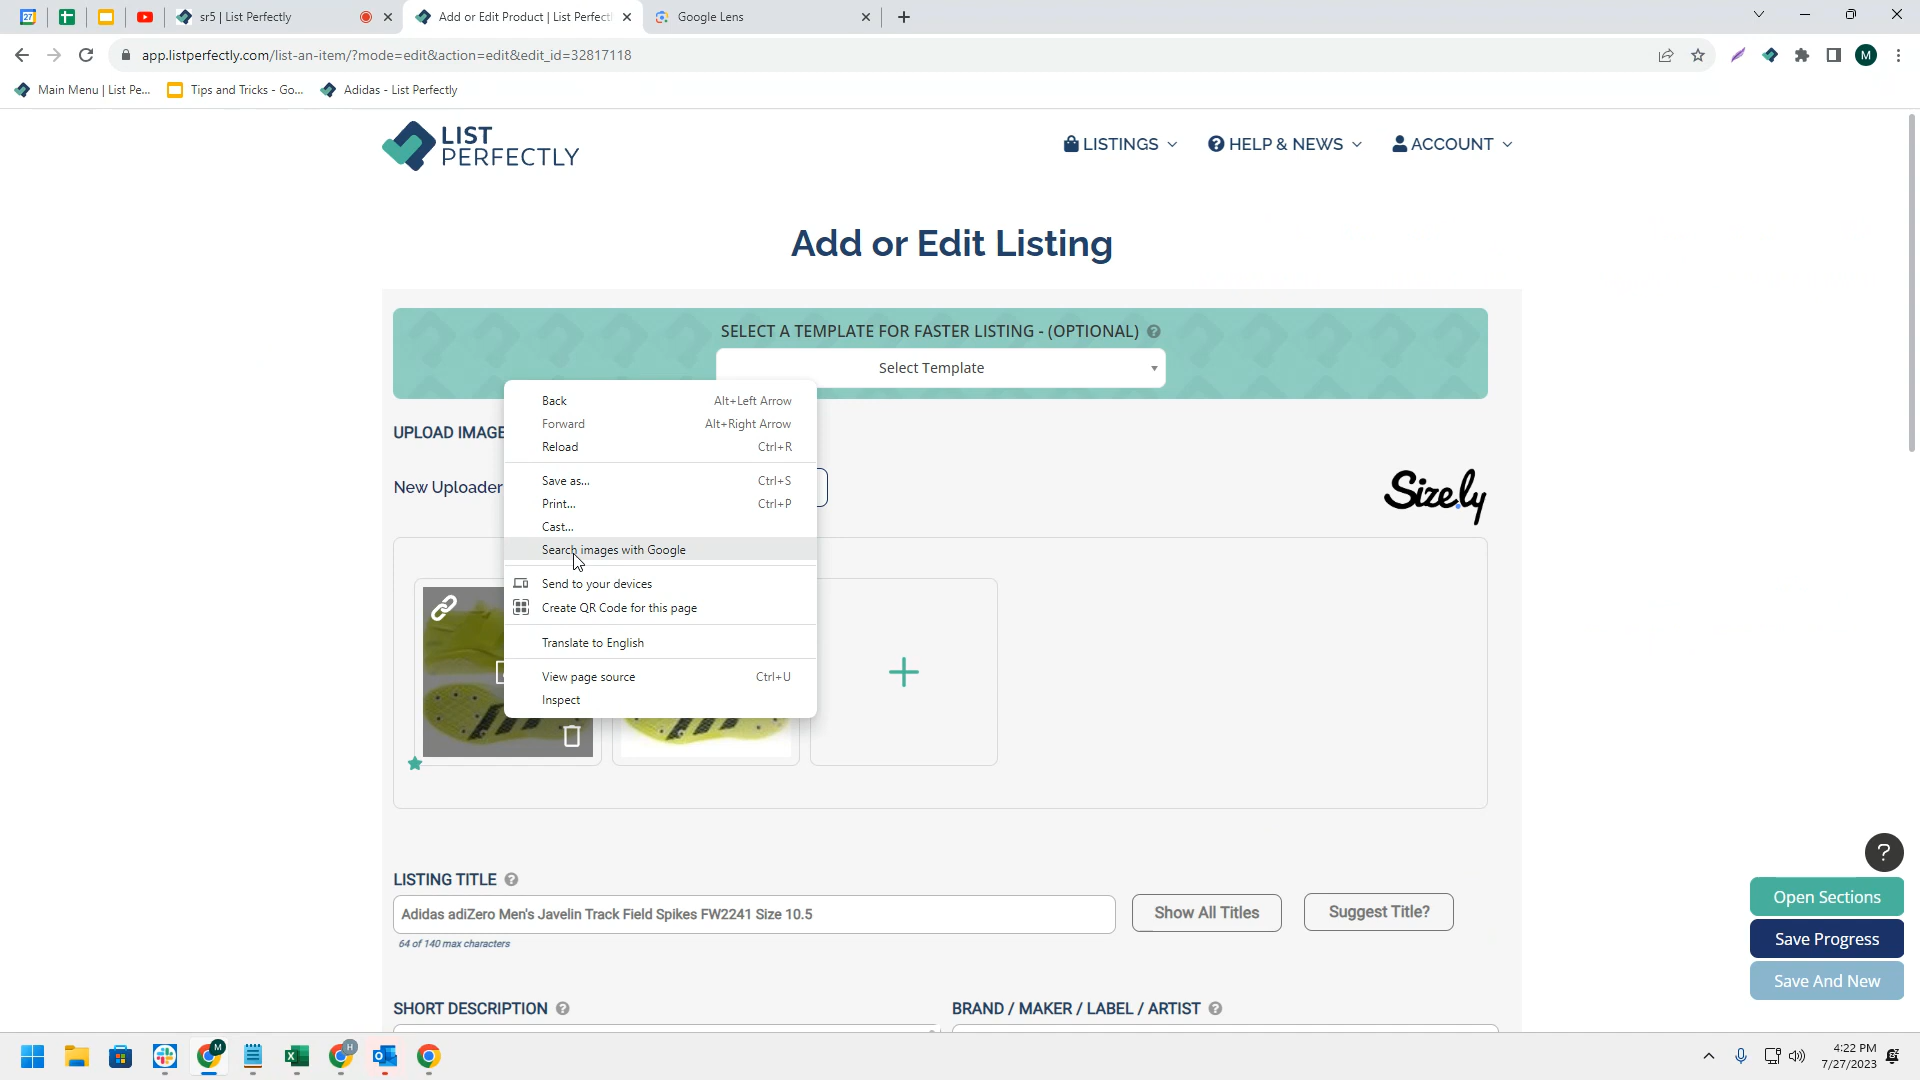 sr5 | List Perfectly
Add or Edit Product | List Perfect
Google Lens
app.listperfectly.com/list-an-item/?mode=edit&action=edit&edit_id=32817118
M
Main Menu | List Pe...
Tips and Tricks - Go...
Adidas - List Perfectly
LIST
PERFECTLY
LISTINGS
HELP & NEWS
ACCOUNT
Add or Edit Listing
SELECT A TEMPLATE FOR FASTER LISTING - (OPTIONAL)
Select Template
Back Alt+Left Arrow
Forward Alt+Right Arrow
Reload Ctrl+R
Save as... Ctrl+S
Print... Ctrl+P
Cast...
Search images with Google
Send to your devices
Create QR Code for this page
Translate to English
View page source Ctrl+U
Inspect
UPLOAD IMAGE
New Uploader
Size.ly
LISTING TITLE
Adidas adiZero Men's Javelin Track Field Spikes FW2241 Size 10.5
Show All Titles
Suggest Title?
64 of 140 max characters
SHORT DESCRIPTION
BRAND / MAKER / LABEL / ARTIST
?
Open Sections
Save Progress
Save And New
4:22 PM
7/27/2023